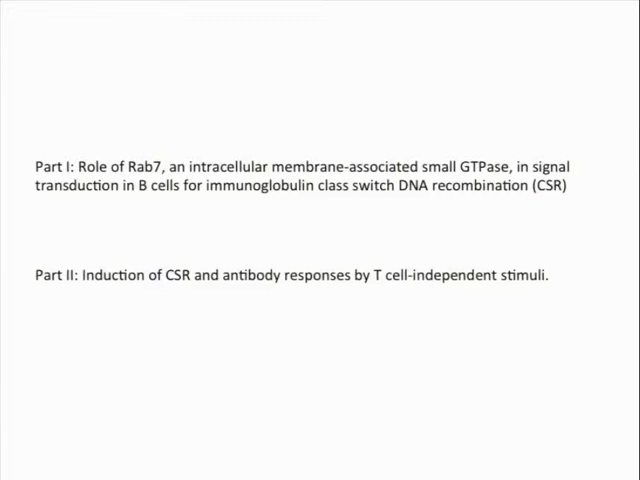 Part I: Role of Rab7, an intracellular membrane-associated small GTPase, in signal
transduction in B cells for immunoglobulin class switch DNA recombination (CSR)
Part II: Induction of CSR and antibody responses by T cell-independent stimuli.